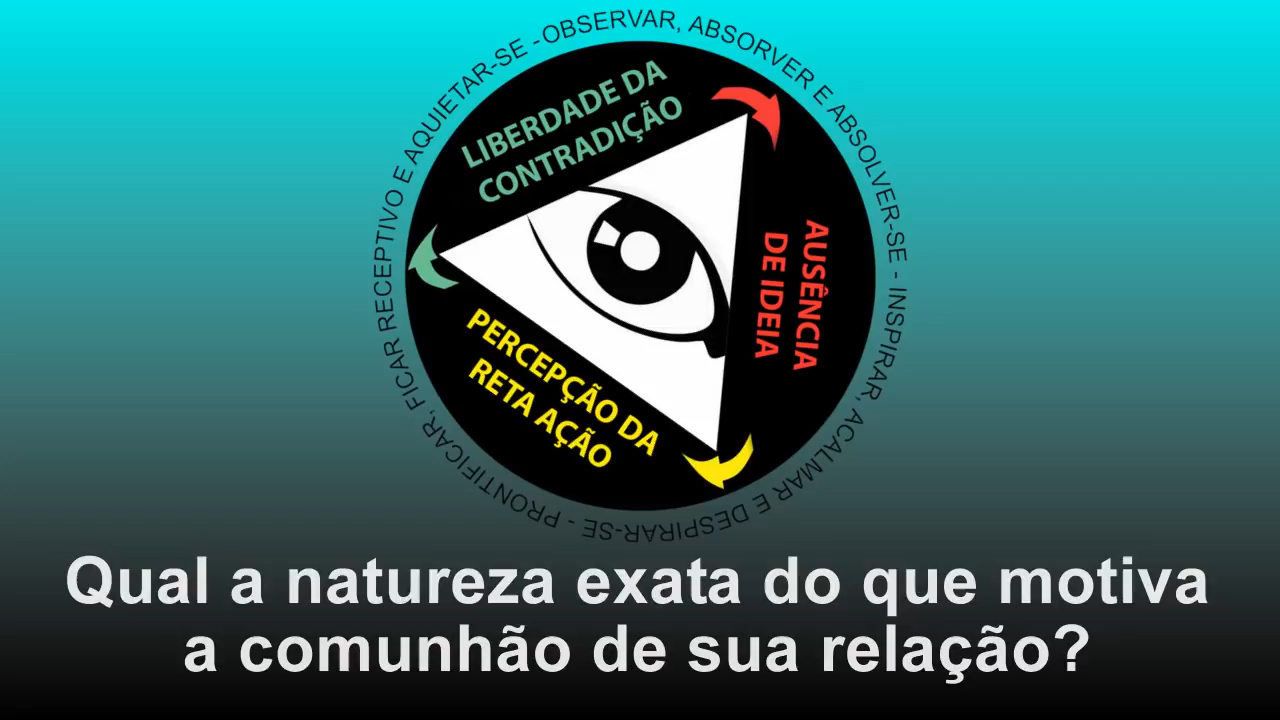 OBSERVAR, ABSORVER E ABSOLVER-SE - INSPIRAR, ACALMAR E DESPIRAR-SE - PRONTIFICAR, FICAR RECEPTIVO E AQUIETAR-SE -
LIBERDADE DA
CONTRADIÇÃO
AUSÊNCIA
DE IDEIA
PERCEPÇÃO DA
RETA AÇÃO
Qual a natureza exata do que motiva
a comunhão de sua relação?